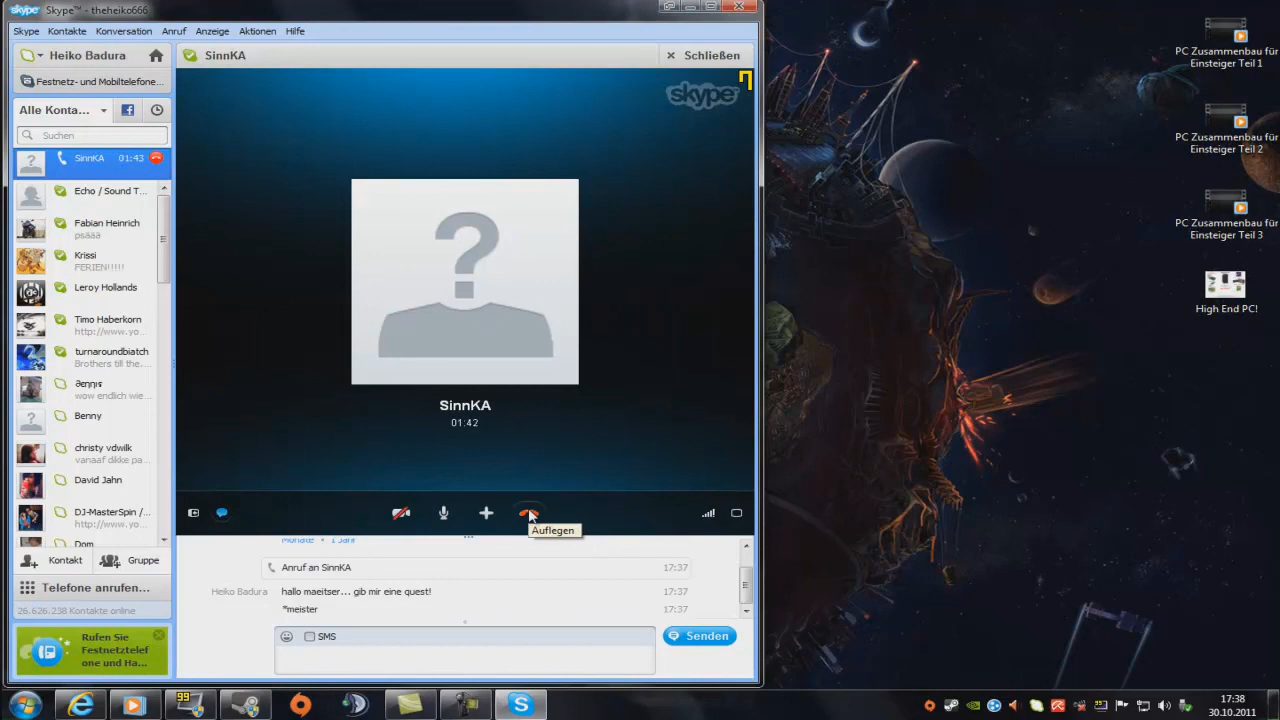 Skype™ - theheiko666
Skype Kontakte Konversation Anruf Anzeige Aktionen Hilfe
Heiko Badura
SinnKA
Schließen
Festnetz- und Mobiltelefone...
Alle Konta...
Suchen
SinnKA 01:43
Echo / Sound T...
Fabian Heinrich
psäää
Krissi
FERIEN!!!!!
Leroy Hollands
Timo Haberkorn
http://www.yo...
turnaroundbiatch
Brothers till the...
wow endlich wie...
Benny
christy vdwilk
vanaaf dikke pa...
David Jahn
DJ-MasterSpin /...
http://www.yo...
Dom
Kontakt
Gruppe
Telefone anrufen...
26.626.238 Kontakte online
Rufen Sie
Festnetztelef
one und Ha...
skype
7
SinnKA
01:42
Auflegen
Monate • 1 Jahr
Anruf an SinnKA 17:37
Heiko Badura hallo maeitser... gib mir eine quest! 17:37
*meister 17:37
SMS
Senden
PC Zusammenbau für
Einsteiger Teil 1
PC Zusammenbau für
Einsteiger Teil 2
PC Zusammenbau für
Einsteiger Teil 3
High End PC!
99
17:38
30.10.2011